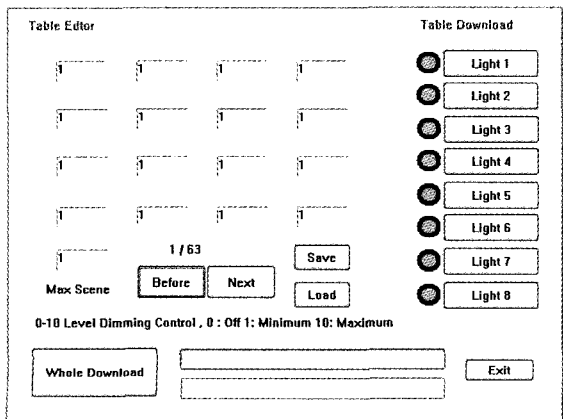 Table Edtor
Table Download
1 1 1 1
Light 1
Light 2
1 1 1 1
Light 3
1 1 1 1
Light 4
Light 5
1 1 1 1
Light 6
1
1 / 63
Save
Light 7
Max Scene
Before
Next
Load
Light 8
0-10 Level Dimming Control , 0 : Off 1: Minimum 10: Maximum
Whole Download
Exit